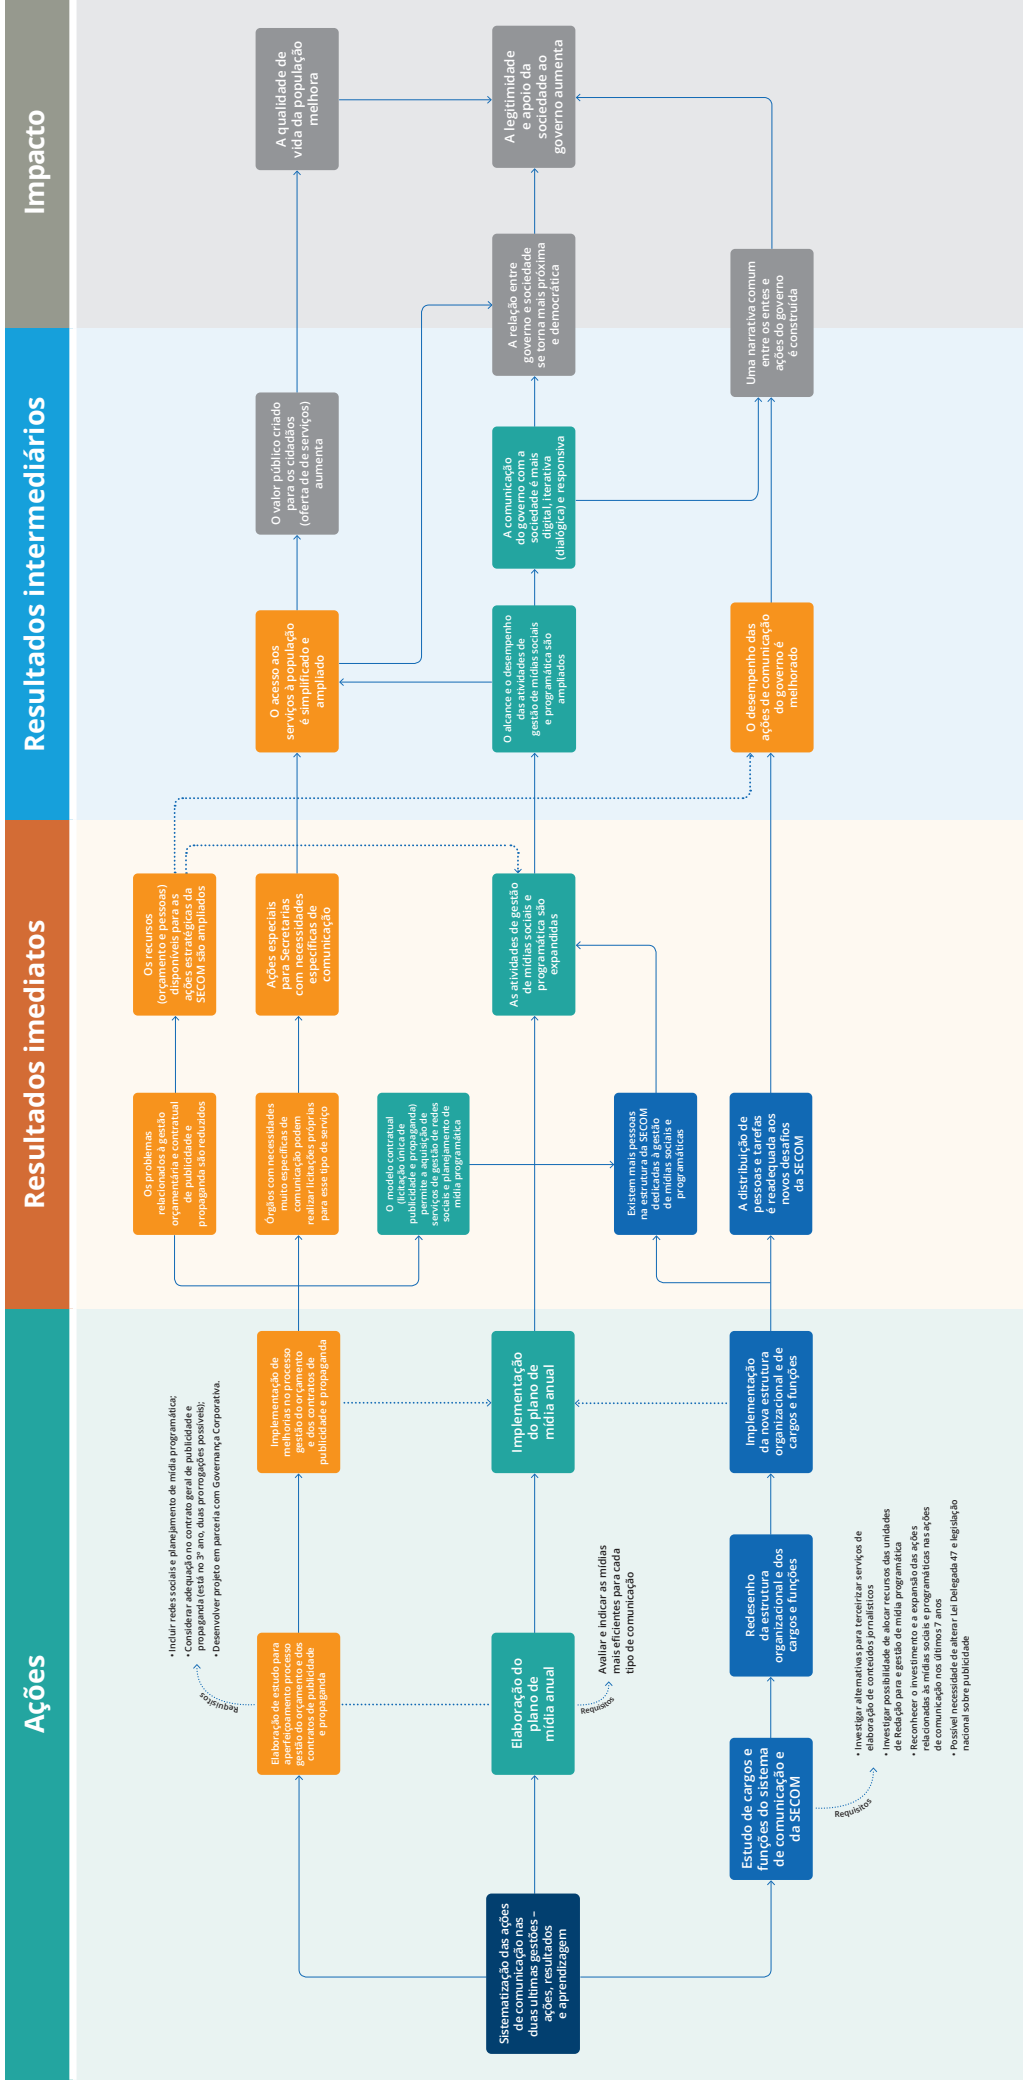 Ações
Resultados imediatos
Resultados intermediários
Impacto
Sistematização das ações
de comunicação nas
duas ultimas gestões –
ações, resultados
e aprendizagem
Elaboração de estudo para
aperfeiçoamento processo
gestão do orçamento e dos
contratos de publicidade
e propaganda
Requisitos
• Incluir redes sociais e planejamento de mídia programática;
• Considerar adequação no contrato geral de publicidade e
propaganda (está no 3º ano, duas prorrogações possíveis);
• Desenvolver projeto em parceria com Governança Corporativa.
Implementação de
melhorias no processo
gestão do orçamento
e dos contratos de
publicidade e propaganda
Elaboração do
plano de
mídia anual
Requisitos
Avaliar e indicar as mídias
mais eficientes para cada
tipo de comunicação
Implementação
do plano de
mídia anual
Estudo de cargos e
funções do sistema
de comunicação e
da SECOM
Requisitos
• Investigar alternativas para terceirizar serviços de
elaboração de conteúdos jornalísticos
• Investigar possibilidade de alocar recursos das unidades
de Redação para e gestão de mídia programática
• Reconhecer o investimento e a expansão das ações
relacionadas às mídias sociais e programáticas nas ações
de comunicação nos últimos 7 anos
• Possível necessidade de alterar Lei Delegada 47 e legislação
nacional sobre publicidade
Redesenho
da estrutura
organizacional e dos
cargos e funções
Implementação
da nova estrutura
organizacional e de
cargos e funções
Os problemas
relacionados à gestão
orçamentária e contratual
de publicidade e
propaganda são reduzidos
Os recursos
(orçamento e pessoas)
disponíveis para as
ações estratégicas da
SECOM são ampliados
Órgãos com necessidades
muito específicas de
comunicação podem
realizar licitações próprias
para esse tipo de serviço
Ações especiais
para Secretarias
com necessidades
específicas de
comunicação
O modelo contratual
(licitação única de
publicidade e propaganda)
permite a aquisição de
serviços de gestão de redes
sociais e planejamento de
mídia programática
As atividades de gestão
de mídias sociais e
programática são
expandidas
Existem mais pessoas
na estrutura da SECOM
dedicadas à gestão
de mídias sociais e
programáticas
A distribuição de
pessoas e tarefas
é readequada aos
novos desafios
da SECOM
O acesso aos
serviços à população
é simplificado e
ampliado
O valor público criado
para os cidadãos
(oferta de de serviços)
aumenta
O alcance e o desempenho
das atividades de
gestão de mídias sociais
e programática são
ampliados
A comunicação
do governo com a
sociedade é mais
digital, iterativa
(dialógica) e responsiva
O desempenho das
ações de comunicação
do governo é
melhorado
A relação entre
governo e sociedade
se torna mais próxima
e democrática
Uma narrativa comum
entre os entes e
ações do governo
é construída
A qualidade de
vida da população
melhora
A legitimidade
e apoio da
sociedade ao
governo aumenta